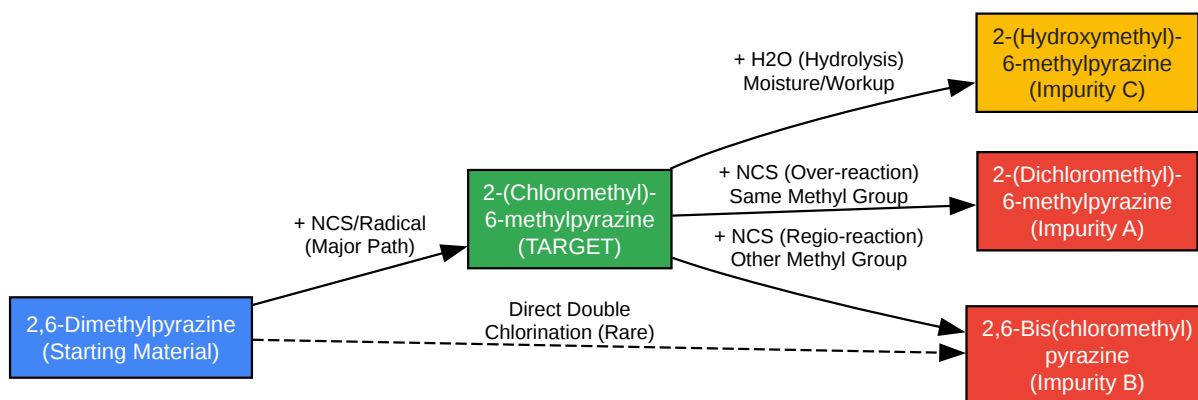 2-(Hydroxymethyl)-
6-methylpyrazine
(Impurity C)
+ H2O (Hydrolysis)
Moisture/Workup
2-(Chloromethyl)-
6-methylpyrazine
(TARGET)
+ NCS (Over-reaction)
Same Methyl Group
2-(Dichloromethyl)-
6-methylpyrazine
(Impurity A)
+ NCS/Radical
(Major Path)
+ NCS (Regio-reaction)
Other Methyl Group
2,6-Dimethylpyrazine
(Starting Material)
Direct Double
Chlorination (Rare)
2,6-Bis(chloromethyl)
pyrazine
(Impurity B)